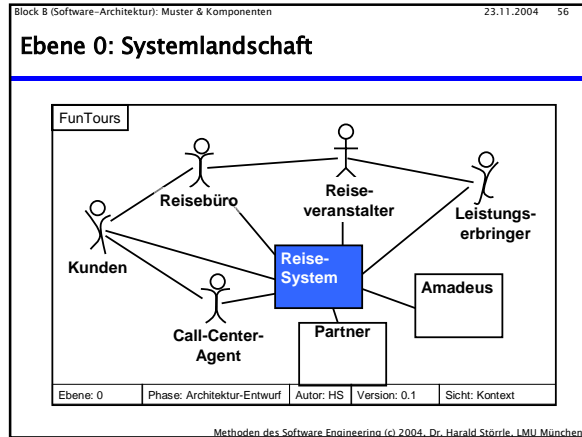 Block B (Software-Architektur): Muster & Komponenten 23.11.2004 56
Ebene 0: Systemlandschaft
FunTours
Reisebüro
Reise-
veranstalter
Leistungs-
erbringer
Kunden
Reise-
System
Amadeus
Call-Center-
Agent
Partner
Ebene: 0 Phase: Architektur-Entwurf Autor: HS Version: 0.1 Sicht: Kontext
Methoden des Software Engineering (c) 2004, Dr. Harald Störrle, LMU München